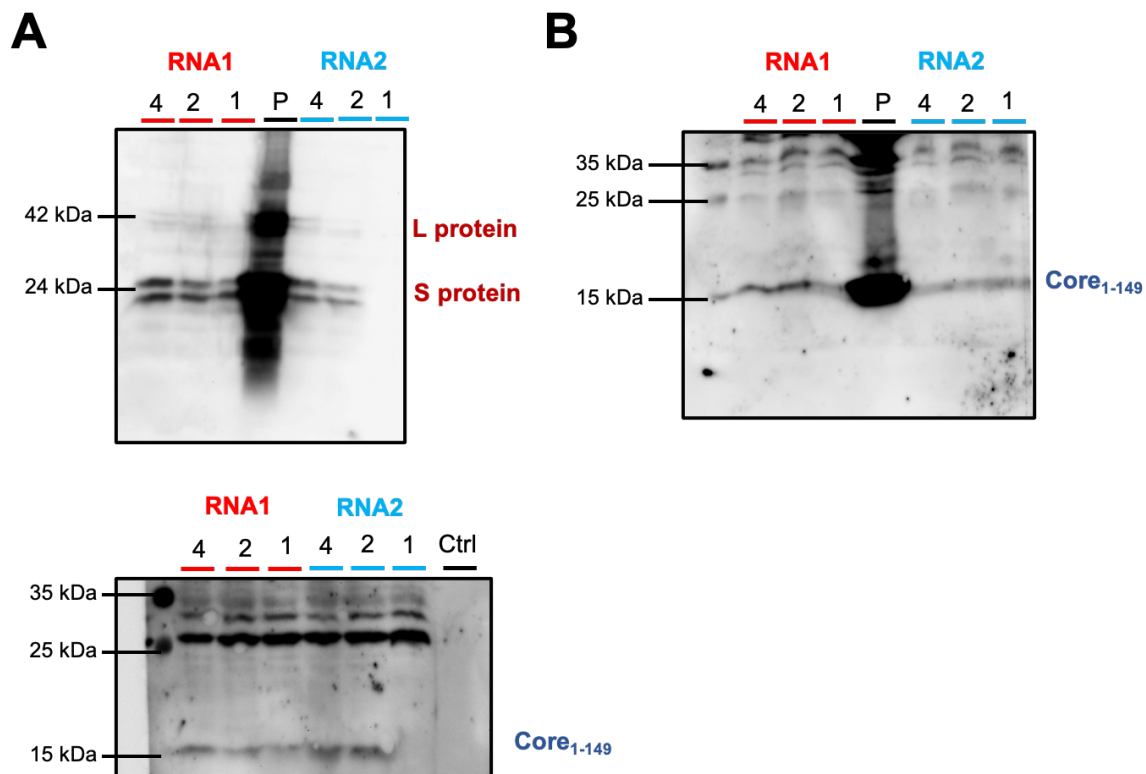 A
RNA1 RNA2
4 2 1 P 4 2 1
42 kDa
L protein
24 kDa
S protein
B
RNA1 RNA2
4 2 1 P 4 2 1
35 kDa
25 kDa
15 kDa
Core1-149
RNA1 RNA2
4 2 1 4 2 1 Ctrl
35 kDa
25 kDa
15 kDa
Core1-149